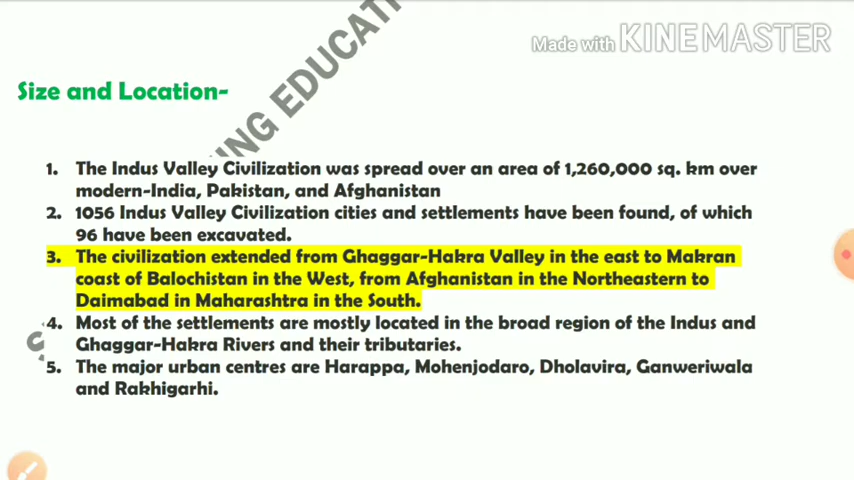 Made with KINEMASTER
ING EDUCATI
Size and Location-
1. The Indus Valley Civilization was spread over an area of 1,260,000 sq. km over
modern-India, Pakistan, and Afghanistan
2. 1056 Indus Valley Civilization cities and settlements have been found, of which
96 have been excavated.
3. The civilization extended from Ghaggar-Hakra Valley in the east to Makran
coast of Balochistan in the West, from Afghanistan in the Northeastern to
Daimabad in Maharashtra in the South.
4. Most of the settlements are mostly located in the broad region of the Indus and
Ghaggar-Hakra Rivers and their tributaries.
5. The major urban centres are Harappa, Mohenjodaro, Dholavira, Ganweriwala
and Rakhigarhi.